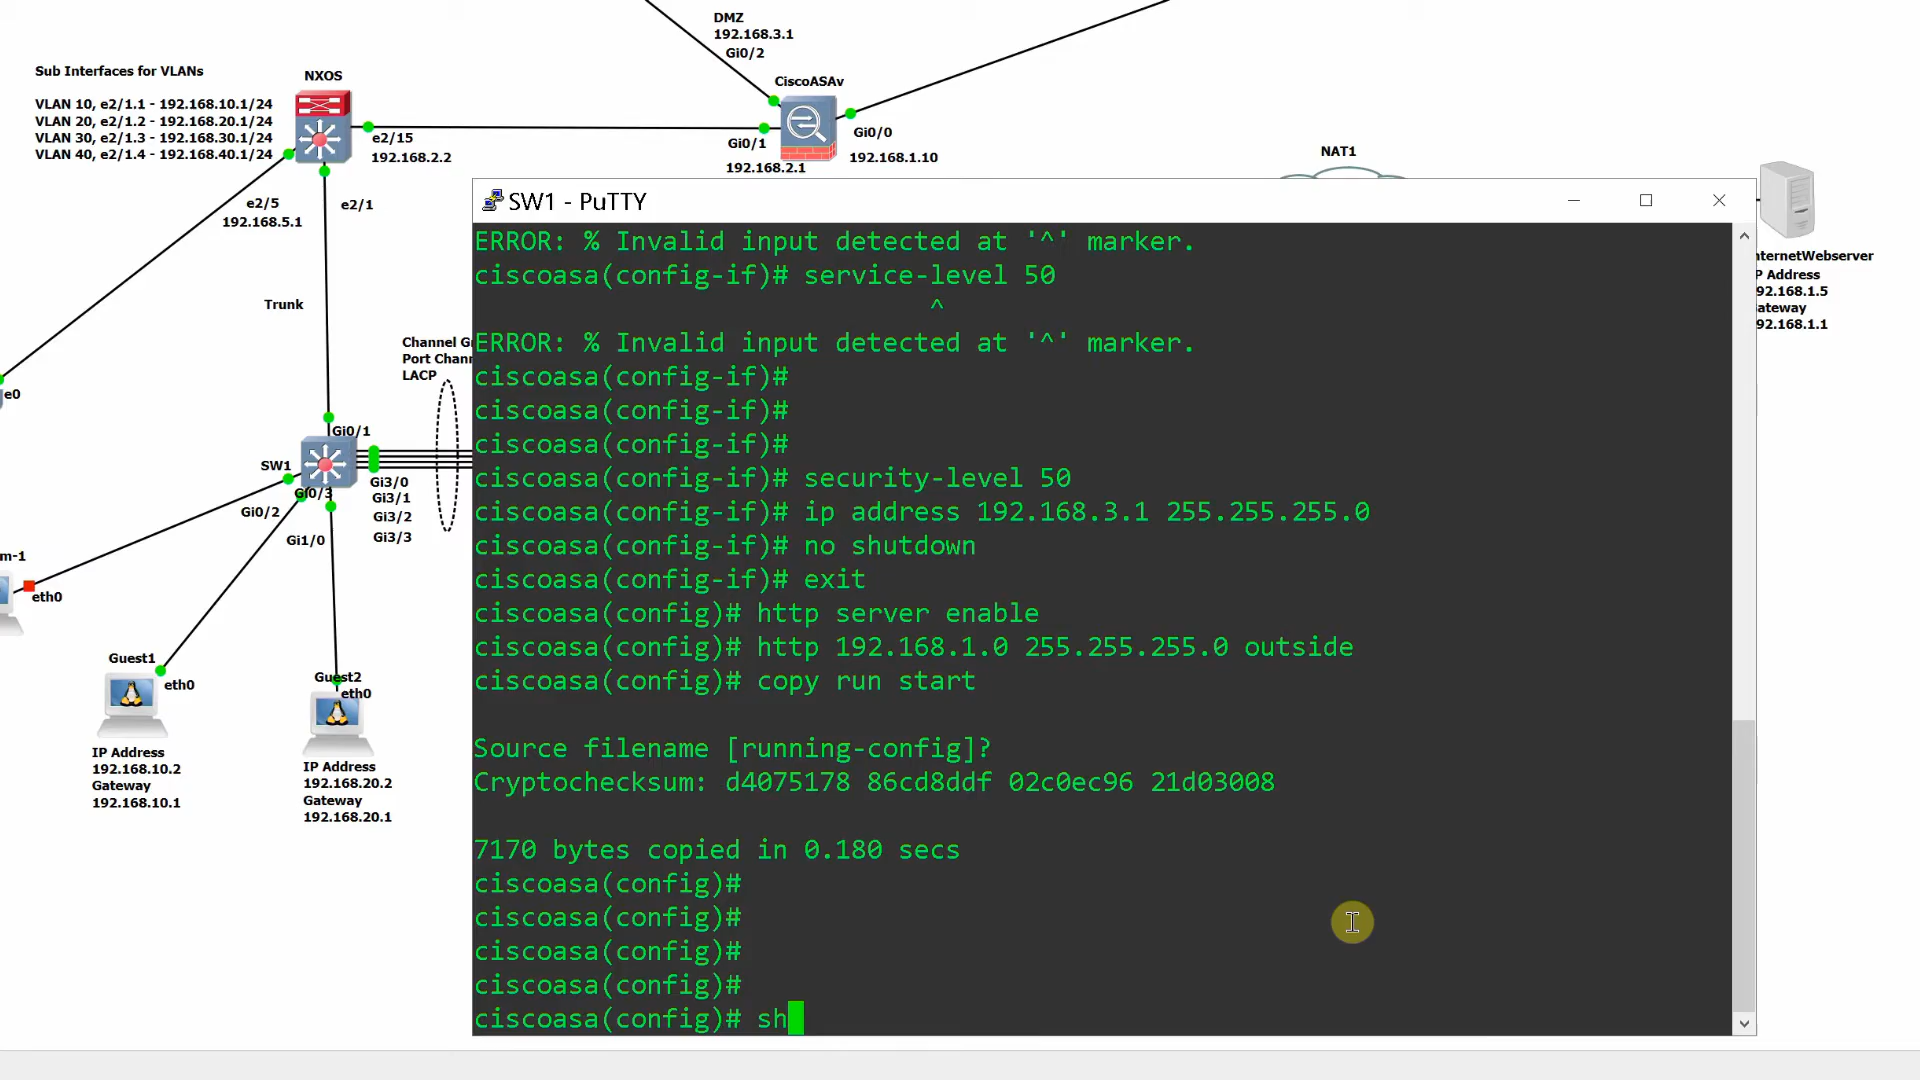 DMZ
192.168.3.1
Gi0/2
Sub Interfaces for VLANs
VLAN 10, e2/1.1 - 192.168.10.1/24
VLAN 20, e2/1.2 - 192.168.20.1/24
VLAN 30, e2/1.3 - 192.168.30.1/24
VLAN 40, e2/1.4 - 192.168.40.1/24
NXOS
CiscoASAv
e2/15
192.168.2.2
Gi0/1
192.168.2.1
Gi0/0
192.168.1.10
NAT1
e2/5
192.168.5.1
e2/1
Trunk
Channel G
Port Chann
LACP
e0
Gi0/1
SW1
Gi0/3
Gi0/2
Gi1/0
Gi3/0
Gi3/1
Gi3/2
Gi3/3
m-1
eth0
Guest1
eth0
IP Address
192.168.10.2
Gateway
192.168.10.1
Guest2
eth0
IP Address
192.168.20.2
Gateway
192.168.20.1
nternetWebserver
P Address
92.168.1.5
ateway
92.168.1.1
SW1 - PuTTY
ERROR: % Invalid input detected at '^' marker.
ciscoasa(config-if)# service-level 50
^
ERROR: % Invalid input detected at '^' marker.
ciscoasa(config-if)#
ciscoasa(config-if)#
ciscoasa(config-if)#
ciscoasa(config-if)# security-level 50
ciscoasa(config-if)# ip address 192.168.3.1 255.255.255.0
ciscoasa(config-if)# no shutdown
ciscoasa(config-if)# exit
ciscoasa(config)# http server enable
ciscoasa(config)# http 192.168.1.0 255.255.255.0 outside
ciscoasa(config)# copy run start
Source filename [running-config]?
Cryptochecksum: d4075178 86cd8ddf 02c0ec96 21d03008
7170 bytes copied in 0.180 secs
ciscoasa(config)#
ciscoasa(config)#
ciscoasa(config)#
ciscoasa(config)#
ciscoasa(config)# sh